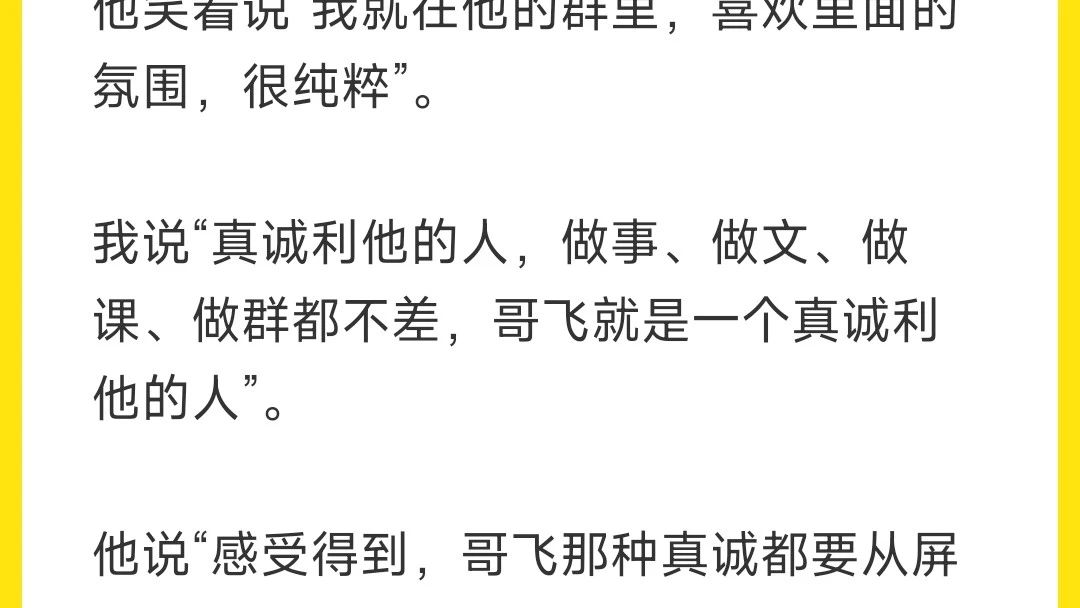 他笑着说“我就在他的群里，喜欢里面的
氛围，很纯粹”。
我说“真诚利他的人，做事、做文、做
课、做群都不差，哥飞就是一个真诚利
他的人”。
他说“感受得到，哥飞那种真诚都要从屏